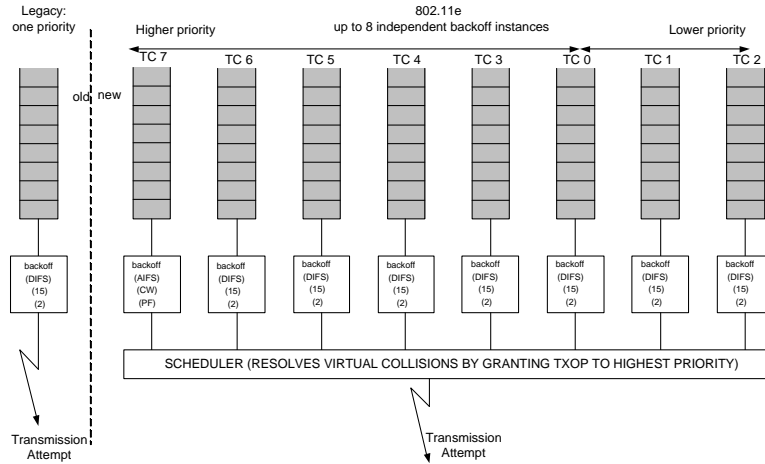 Legacy:
one priority
802.11e
up to 8 independent backoff instances
Higher priority
Lower priority
TC 7
TC 6
TC 5
TC 4
TC 3
TC 0
TC 1
TC 2
old
new
backoff
(DIFS)
(15)
(2)
backoff
(AIFS)
(CW)
(PF)
backoff
(DIFS)
(15)
(2)
backoff
(DIFS)
(15)
(2)
backoff
(DIFS)
(15)
(2)
backoff
(DIFS)
(15)
(2)
backoff
(DIFS)
(15)
(2)
backoff
(DIFS)
(15)
(2)
backoff
(DIFS)
(15)
(2)
SCHEDULER (RESOLVES VIRTUAL COLLISIONS BY GRANTING TXOP TO HIGHEST PRIORITY)
Transmission
Attempt
Transmission
Attempt